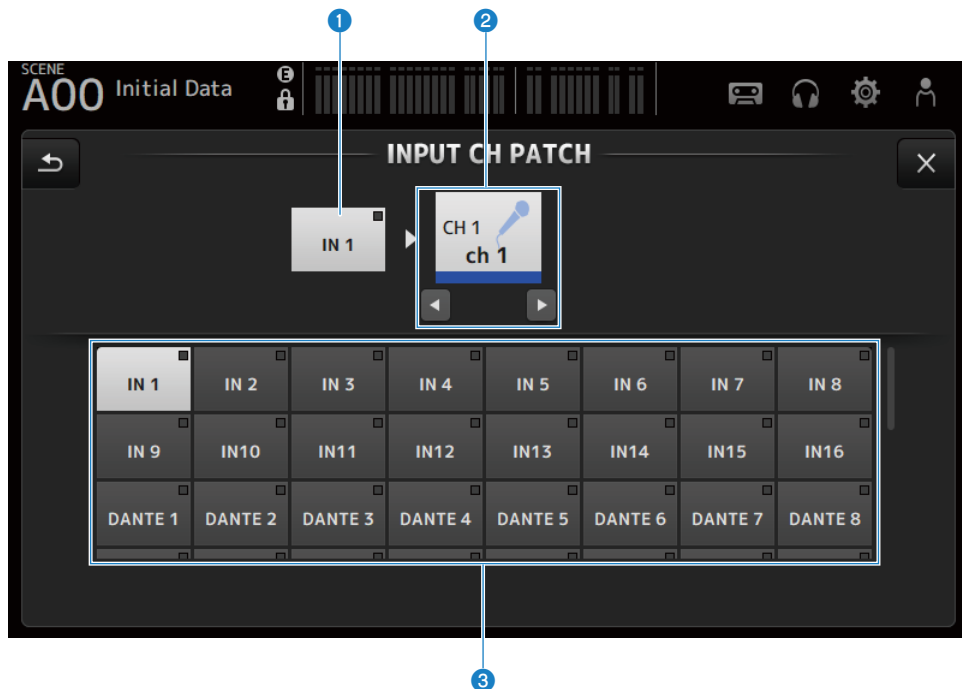 1 2
SCENE
A00 Initial Data E
INPUT CH PATCH
IN 1
CH 1
ch 1
IN 1 IN 2 IN 3 IN 4 IN 5 IN 6 IN 7 IN 8
IN 9 IN10 IN11 IN12 IN13 IN14 IN15 IN16
DANTE 1 DANTE 2 DANTE 3 DANTE 4 DANTE 5 DANTE 6 DANTE 7 DANTE 8
3